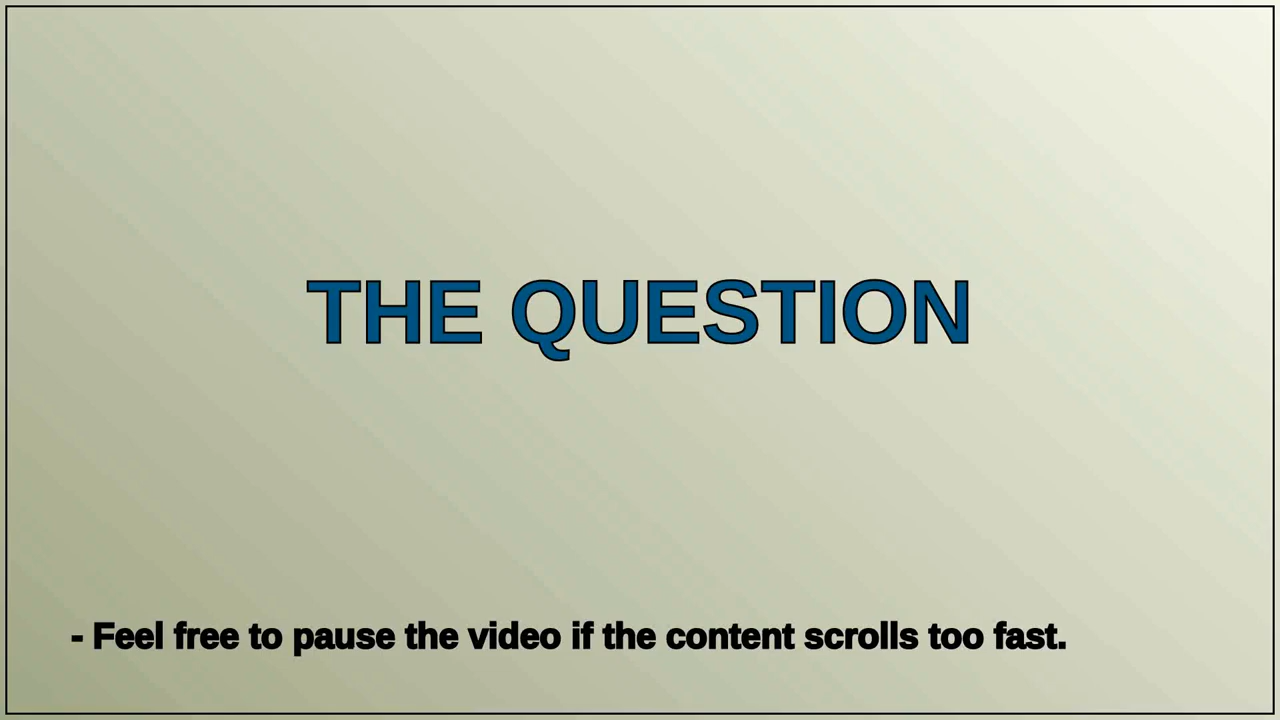 THE QUESTION
- Feel free to pause the video if the content scrolls too fast.